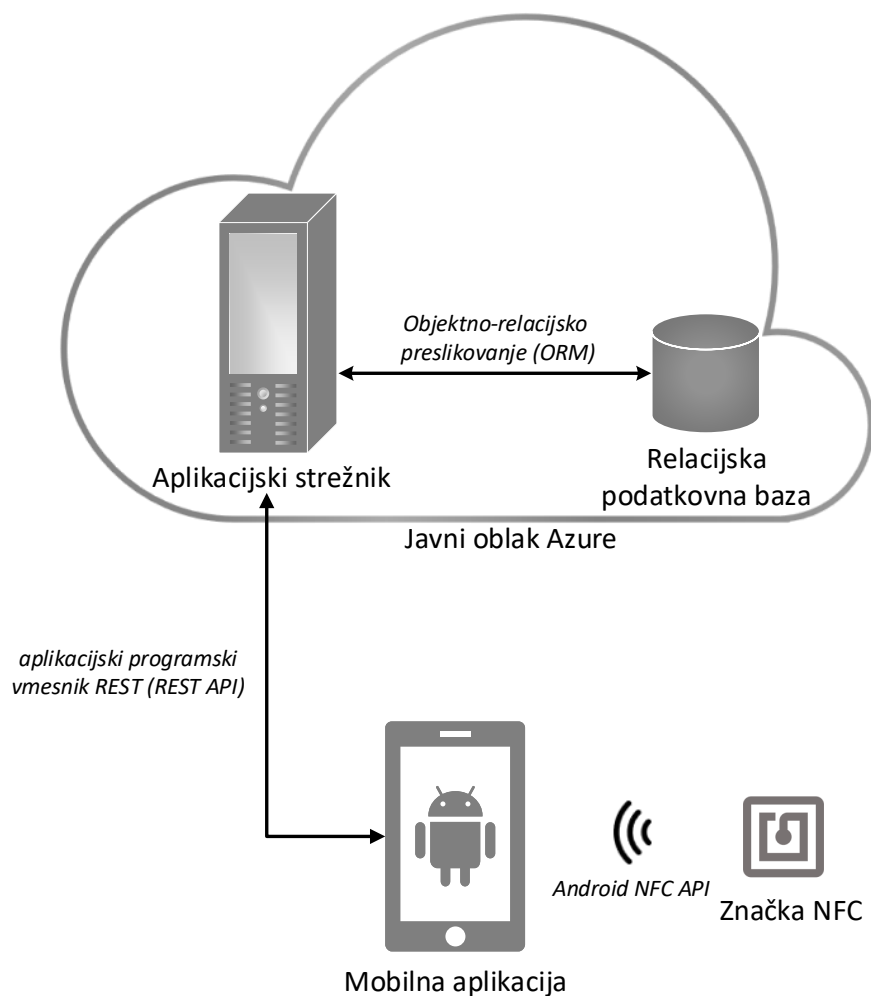 Objektno-relacijsko
preslikovanje (ORM)
Aplikacijski strežnik
Relacijska
podatkovna baza
Javni oblak Azure
aplikacijski programski
vmesnik REST (REST API)
Android NFC API
Značka NFC
Mobilna aplikacija